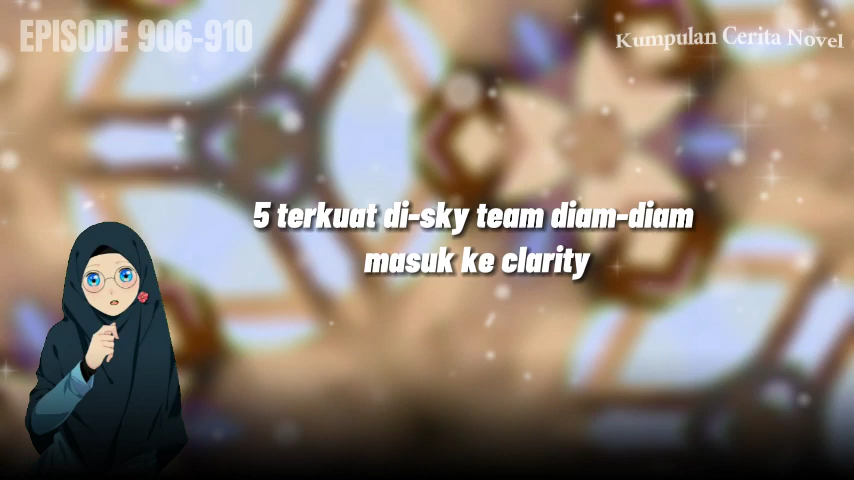 EPISODE 906-910
Kumpulan Cerita Novel
5 terkuat di-sky team diam-diam
masuk ke clarity